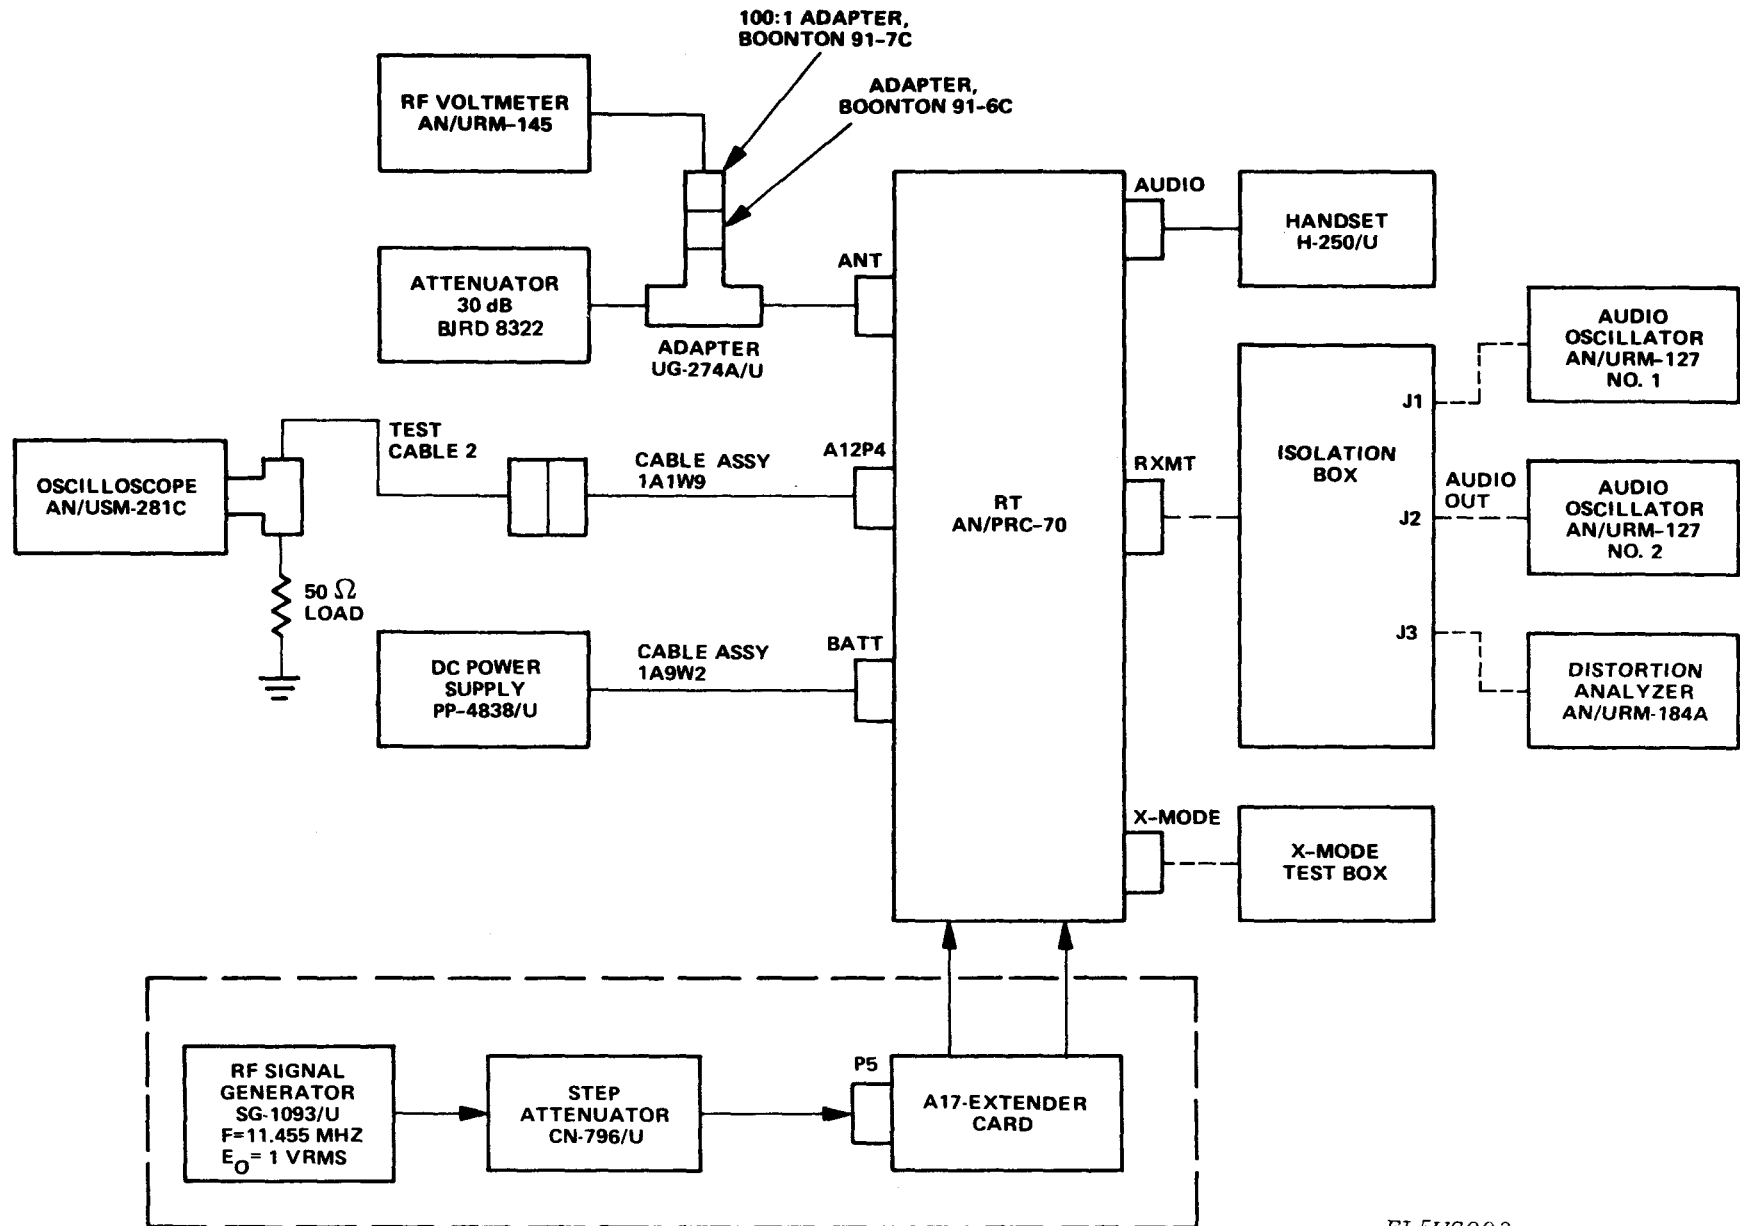 100:1 ADAPTER,
BOONTON 91-7C
ADAPTER,
BOONTON 91-6C
RF VOLTMETER
AN/URM-145
ATTENUATOR
30 dB
BIRD 8322
ADAPTER
UG-274A/U
ANT
AUDIO
HANDSET
H-250/U
AUDIO
OSCILLATOR
AN/URM-127
NO. 1
J1
TEST
CABLE 2
OSCILLOSCOPE
AN/USM-281C
50 Ω
LOAD
CABLE ASSY
1A1W9
A12P4
RT
AN/PRC-70
RXMT
ISOLATION
BOX
J2
AUDIO
OUT
AUDIO
OSCILLATOR
AN/URM-127
NO. 2
J3
DISTORTION
ANALYZER
AN/URM-184A
DC POWER
SUPPLY
PP-4838/U
CABLE ASSY
1A9W2
BATT
X-MODE
X-MODE
TEST BOX
RF SIGNAL
GENERATOR
SG-1093/U
F=11.455 MHZ
EO= 1 VRMS
STEP
ATTENUATOR
CN-796/U
P5
A17-EXTENDER
CARD